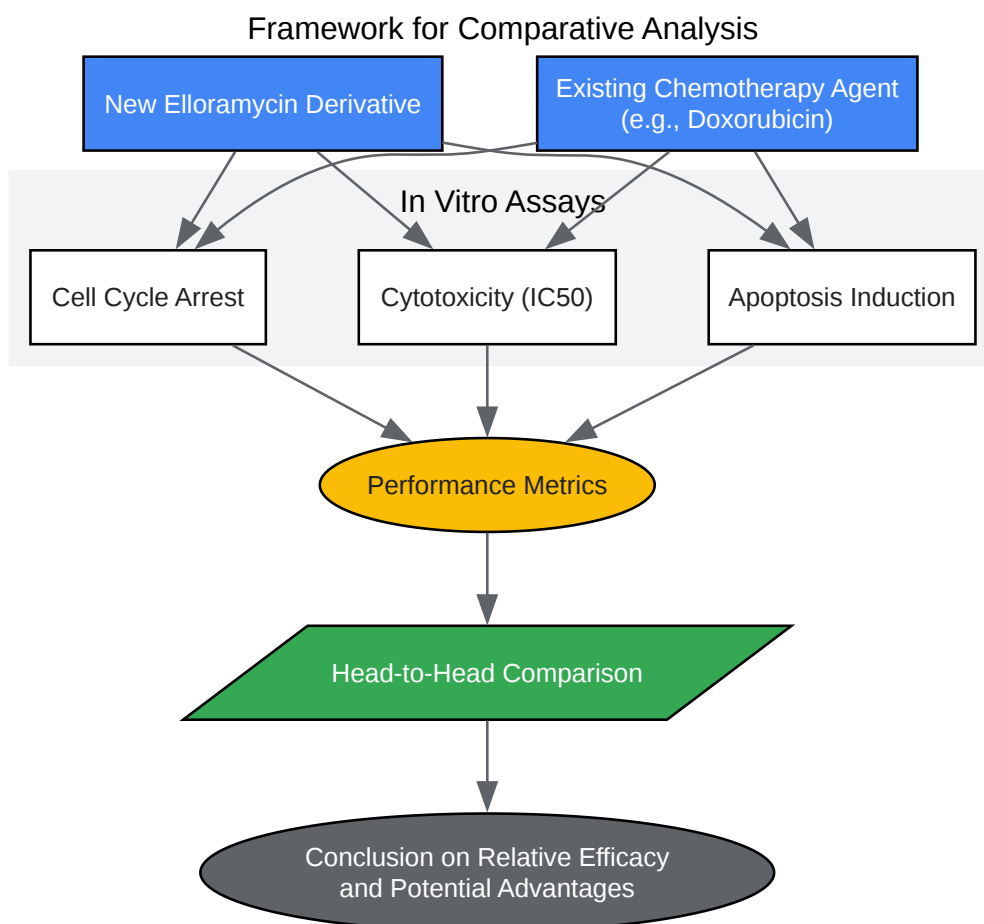 Framework for Comparative Analysis
New Elloramycin Derivative
Existing Chemotherapy Agent
(e.g., Doxorubicin)
In Vitro Assays
Cell Cycle Arrest
Cytotoxicity (IC50)
Apoptosis Induction
Performance Metrics
Head-to-Head Comparison
Conclusion on Relative Efficacy
and Potential Advantages